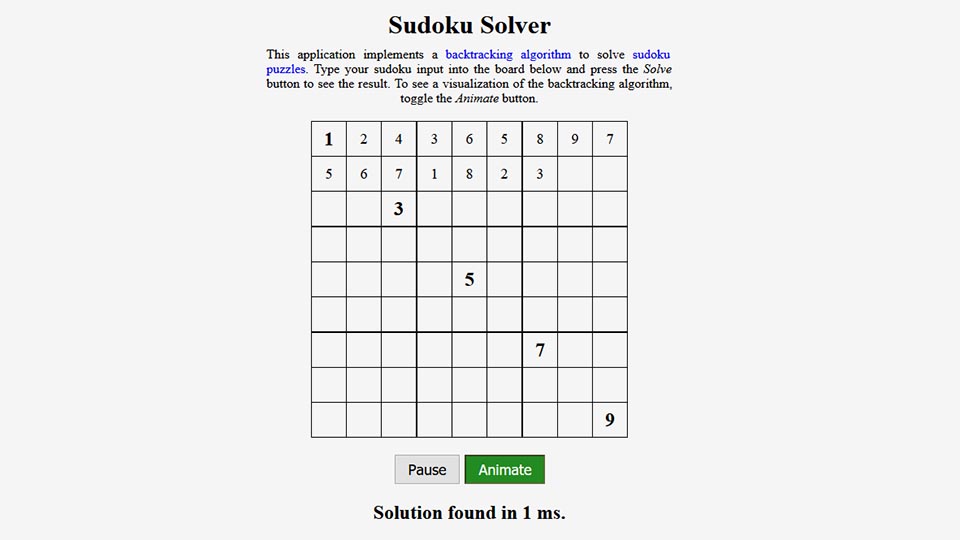 Sudoku Solver
This application implements a backtracking algorithm to solve sudoku
puzzles. Type your sudoku input into the board below and press the Solve
button to see the result. To see a visualization of the backtracking algorithm,
toggle the Animate button.
1 2 4 3 6 5 8 9 7
5 6 7 1 8 2 3
3
5
7
9
Pause Animate
Solution found in 1 ms.